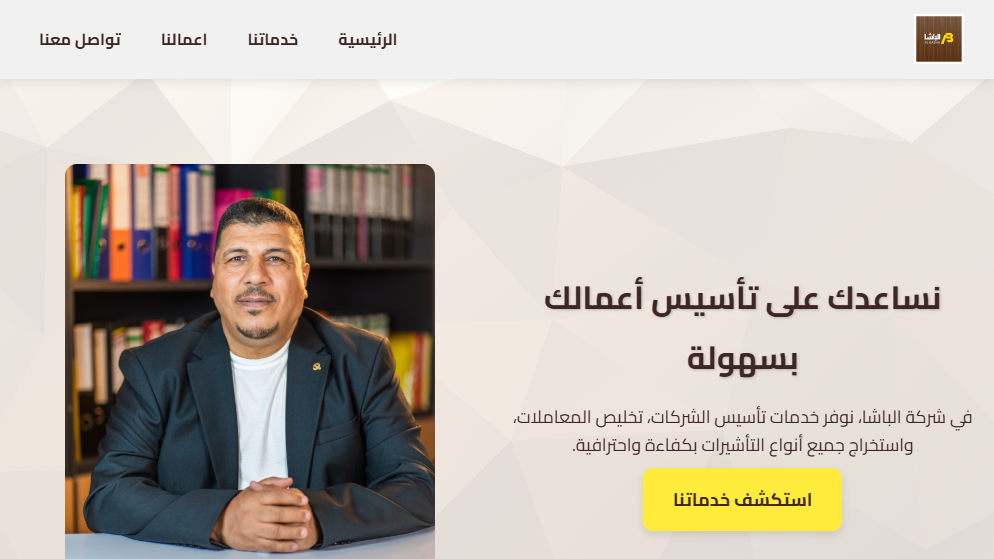 الباشا
الرئيسية
خدماتنا
اعمالنا
تواصل معنا
نساعدك على تأسيس أعمالك
بسهولة
في شركة الباشا، نوفر خدمات تأسيس الشركات، تخليص المعاملات،
واستخراج جميع أنواع التأشيرات بكفاءة واحترافية.
استكشف خدماتنا